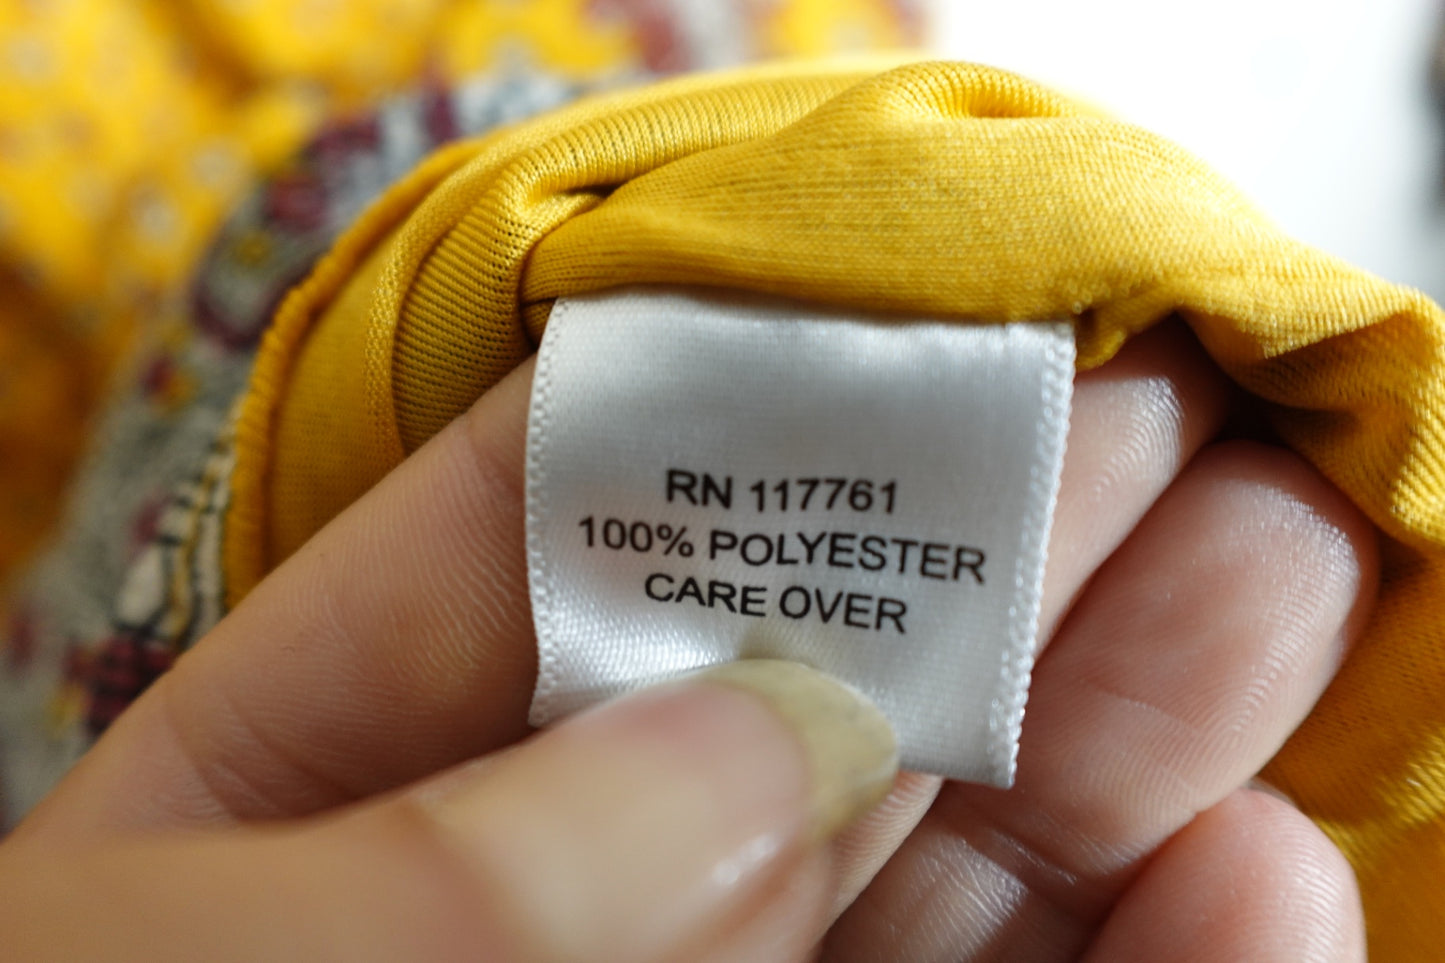 RN 117761
100% POLYESTER
CARE OVER